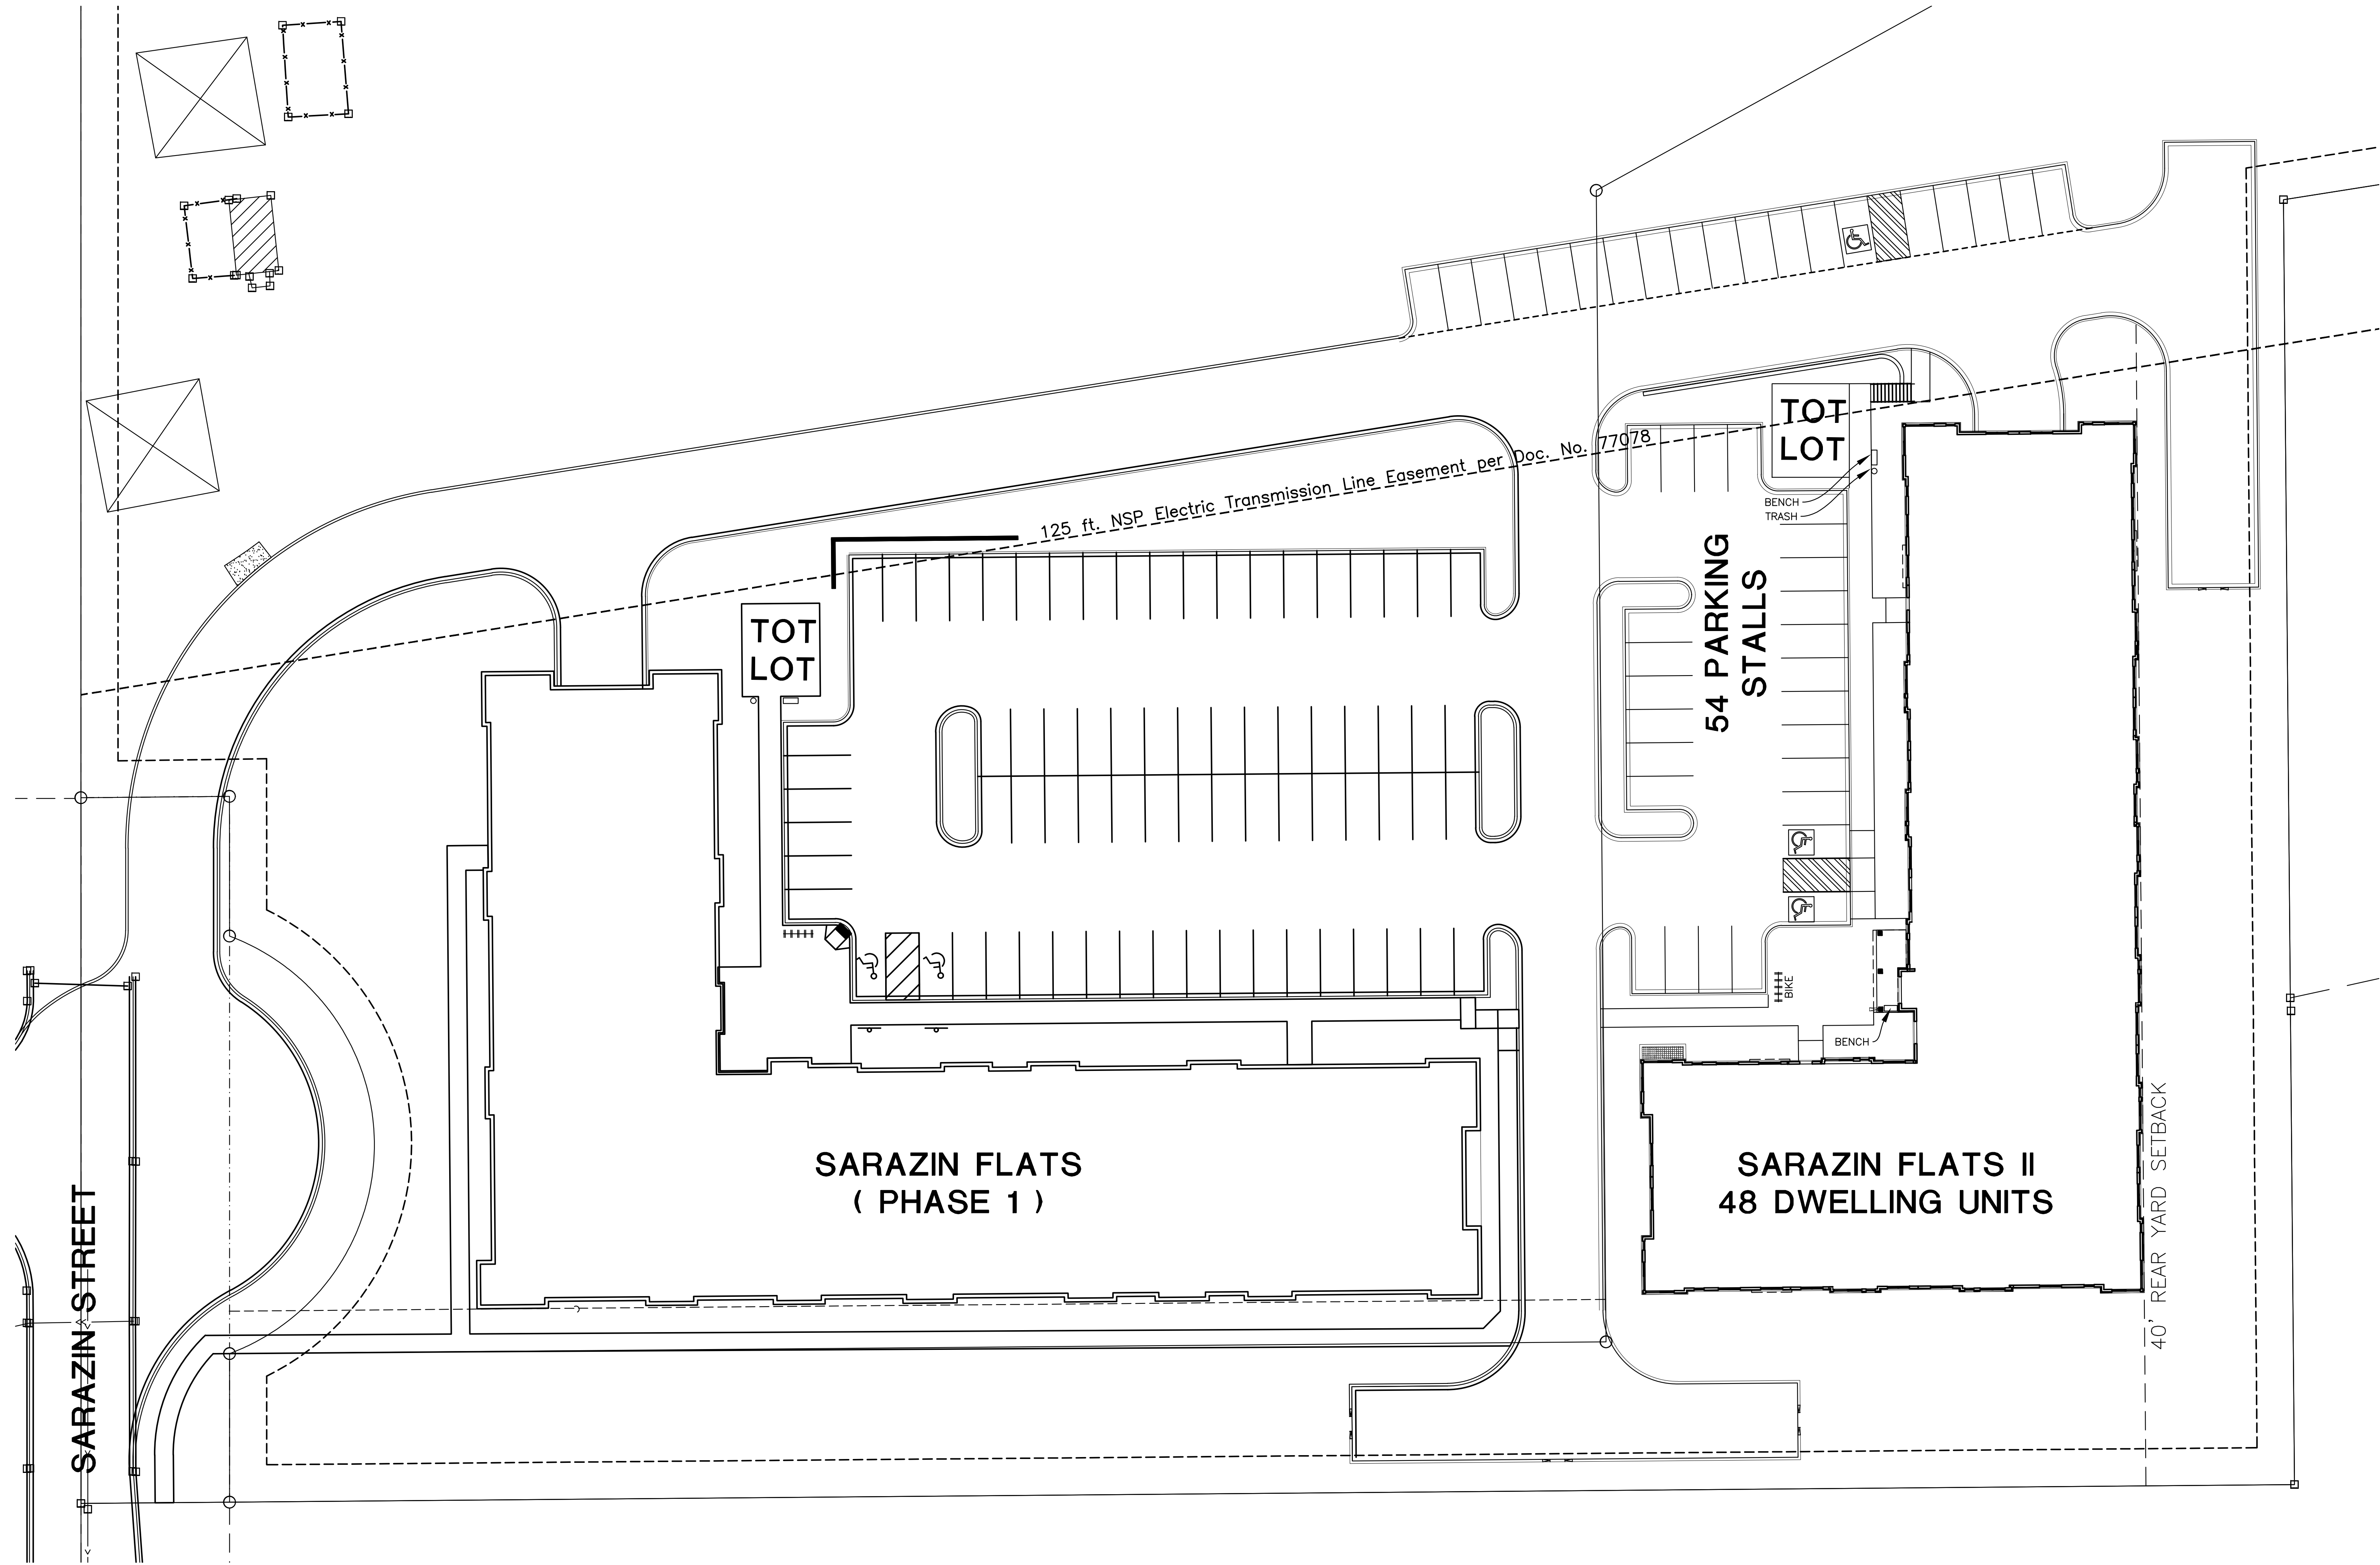 125 ft. NSP Electric Transmission Line Easement per Doc. No. 77078
TOT
LOT
BENCH
TRASH
54 PARKING
STALLS
TOT
LOT
BIKE
BENCH
SARAZIN FLATS
( PHASE 1 )
SARAZIN FLATS II
48 DWELLING UNITS
40' REAR YARD SETBACK
SARAZIN STREET